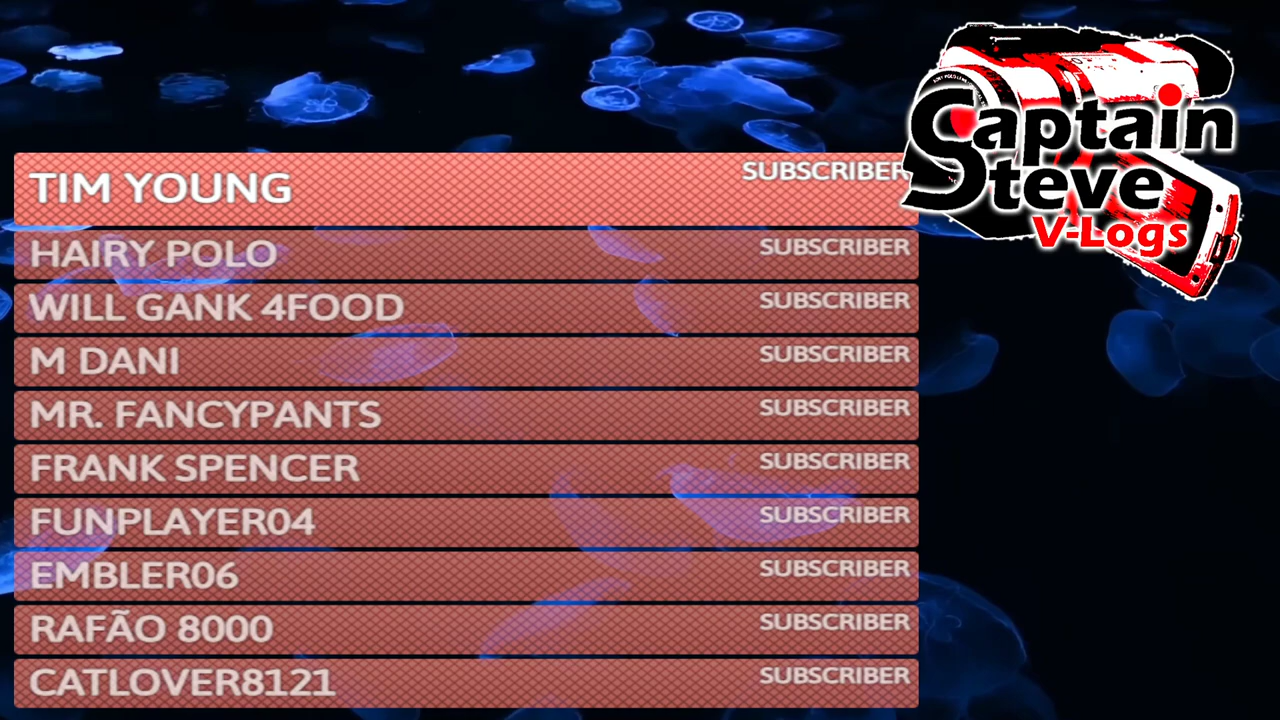 Captain
Steve
V-Logs
TIM YOUNG SUBSCRIBER
HAIRY POLO SUBSCRIBER
WILL GANK 4FOOD SUBSCRIBER
M DANI SUBSCRIBER
MR. FANCYPANTS SUBSCRIBER
FRANK SPENCER SUBSCRIBER
FUNPLAYER04 SUBSCRIBER
EMBLER06 SUBSCRIBER
RAFÃO 8000 SUBSCRIBER
CATLOVER8121 SUBSCRIBER